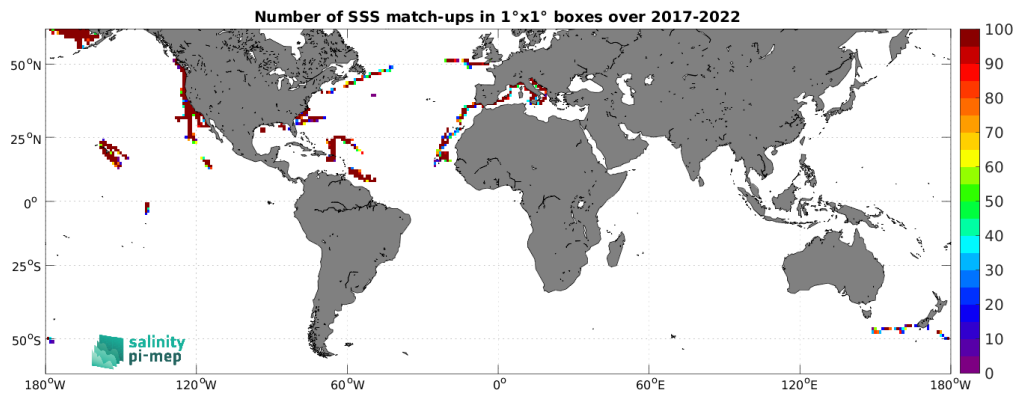 Number of SSS match-ups in 1°x1° boxes over 2017-2022
50°N
25°N
0°
25°S
50°S
180°W
120°W
60°W
0°
60°E
120°E
180°W
100
90
80
70
60
50
40
30
20
10
0
salinity
pi-mep